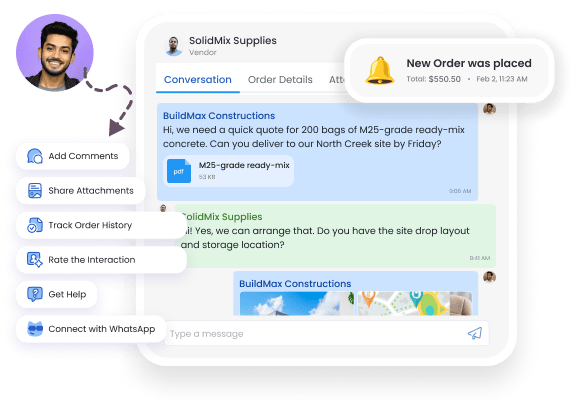 SolidMix Supplies
Vendor
Conversation
Order Details
New Order was placed
Total: $550.50 • Feb 2, 11:23 AM
BuildMax Constructions
Hi, we need a quick quote for 200 bags of M25-grade ready-mix
concrete. Can you deliver to our North Creek site by Friday?
pdf
M25-grade ready-mix
53 KB
9:06 AM
SolidMix Supplies
Hi! Yes, we can arrange that. Do you have the site drop layout
and storage location?
9:11 AM
BuildMax Constructions
Type a message
Add Comments
Share Attachments
Track Order History
Rate the Interaction
Get Help
Connect with WhatsApp